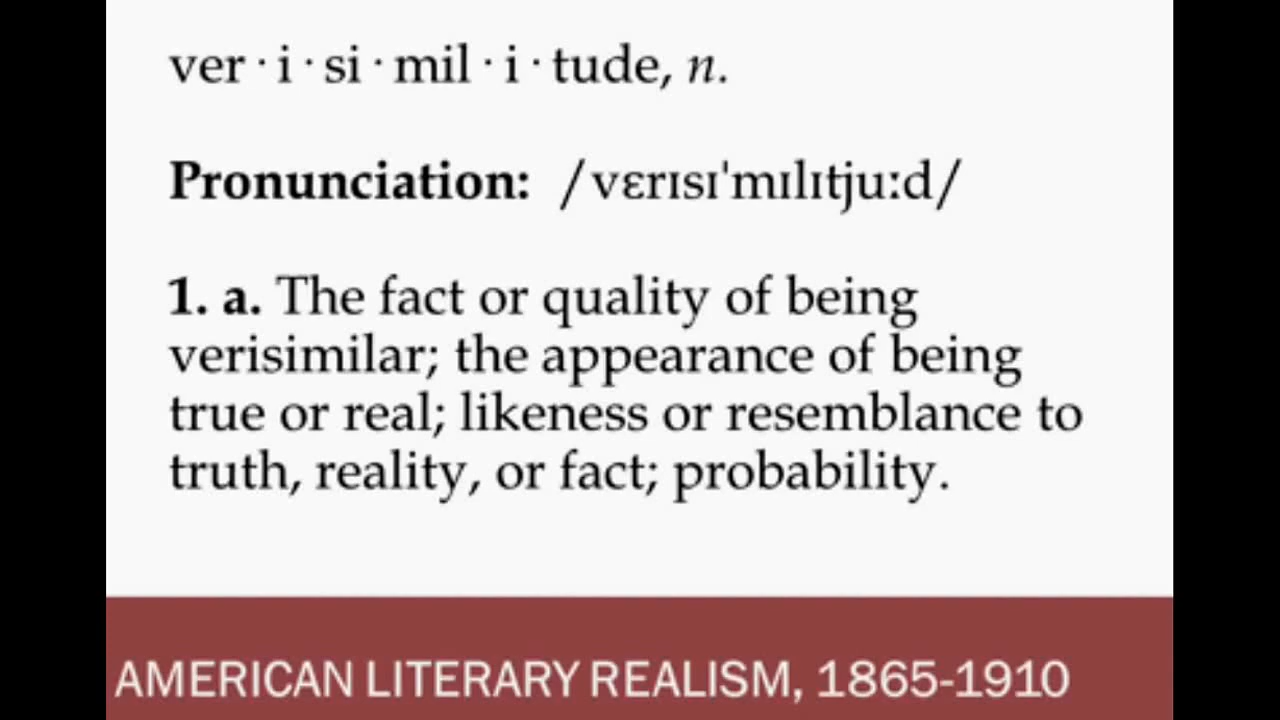 ver · i · si · mil · i · tude, n.
Pronunciation: /vɛrɪsɪˈmɪlɪtjuːd/
1. a. The fact or quality of being
verisimilar; the appearance of being
true or real; likeness or resemblance to
truth, reality, or fact; probability.
AMERICAN LITERARY REALISM, 1865-1910